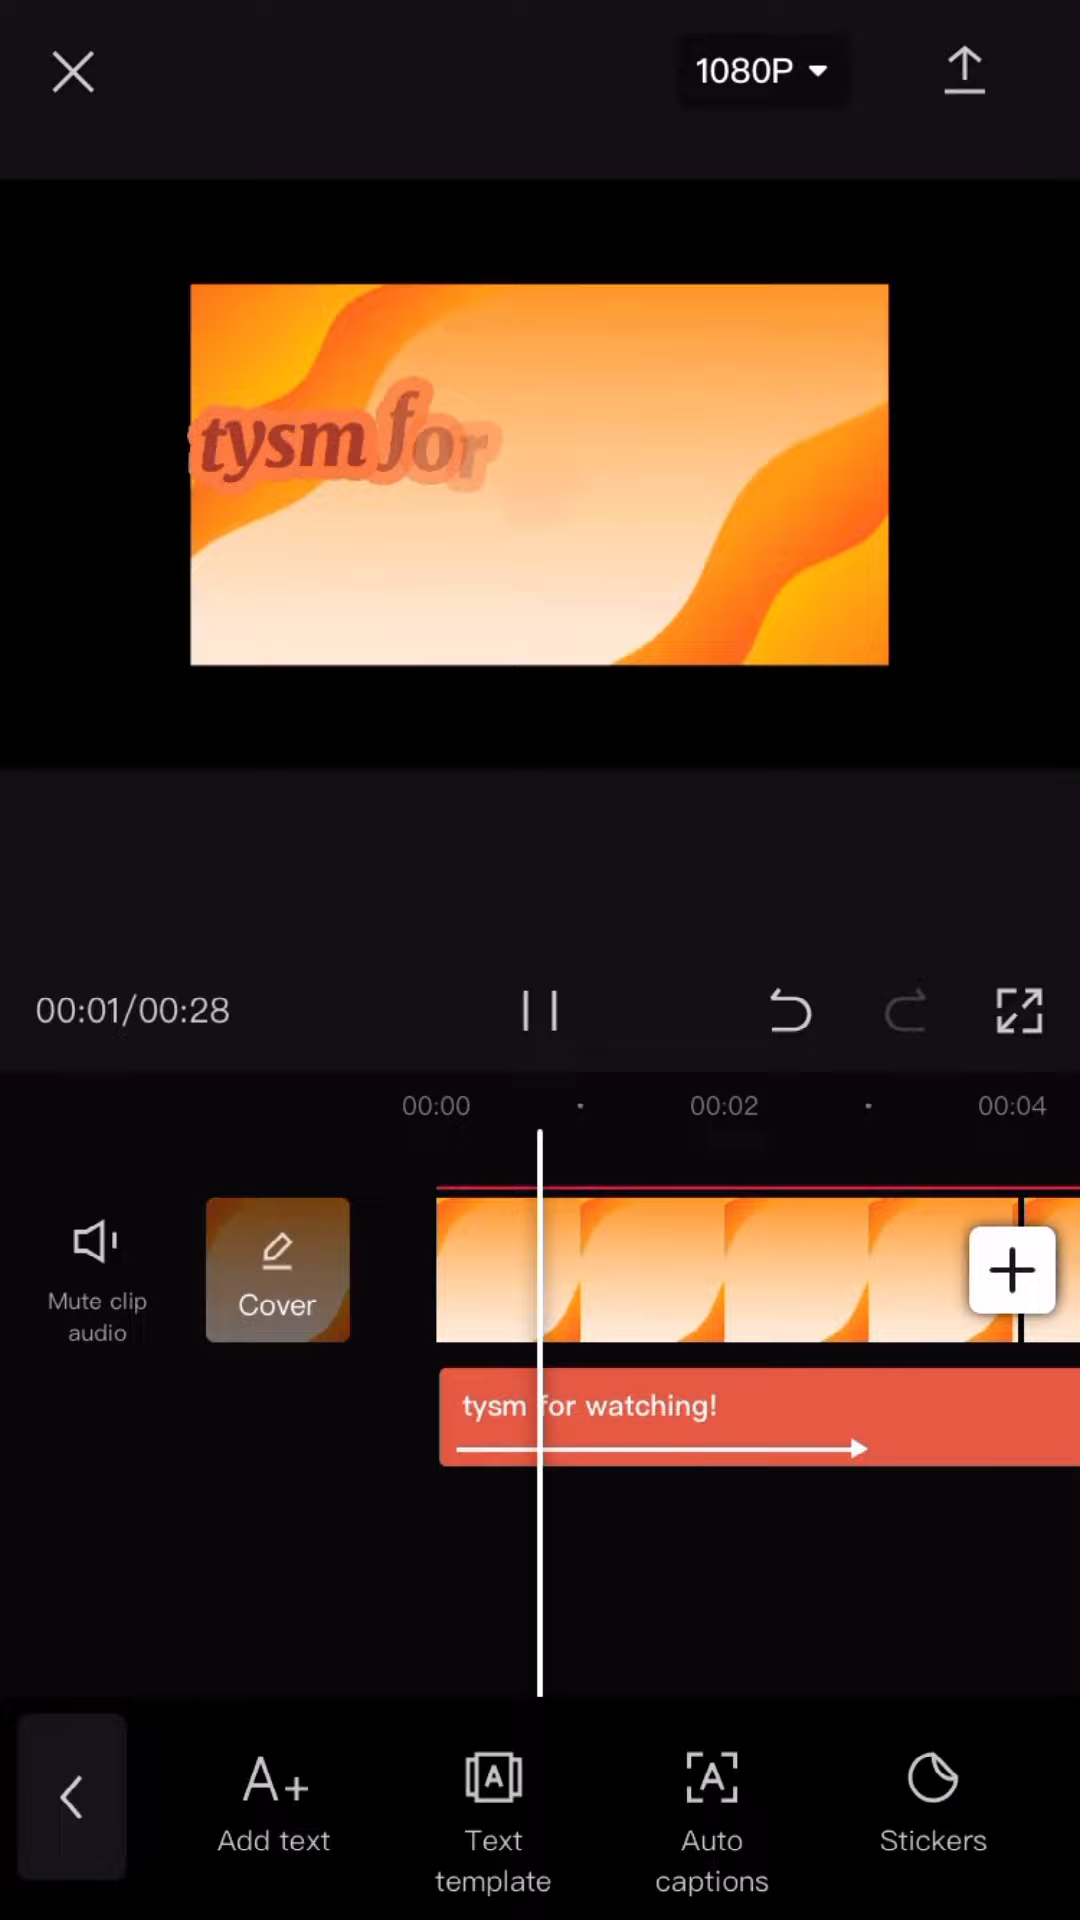 1080P
tysm for
00:01/00:28
00:00
00:02
00:04
Mute clip
audio
Cover
tysm for watching!
Add text
Text
template
Auto
captions
Stickers